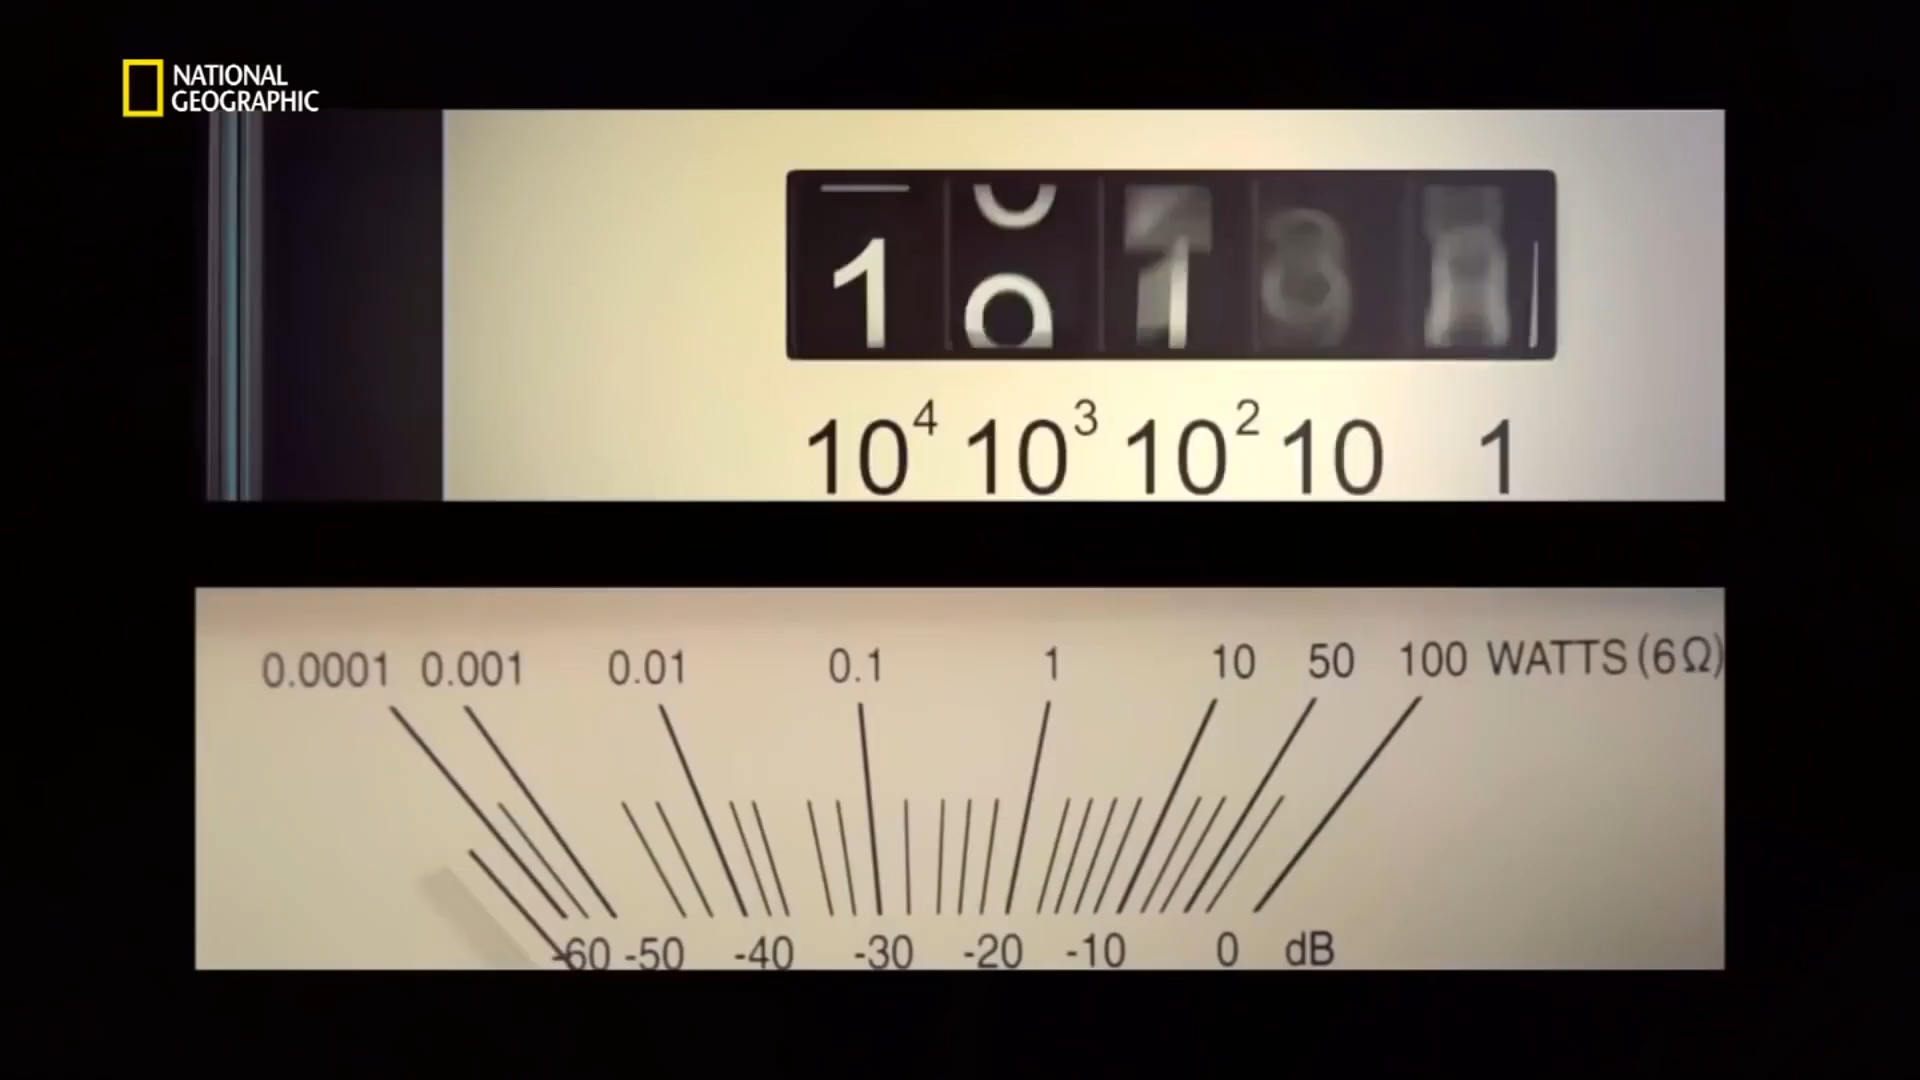 NATIONAL
GEOGRAPHIC
1
10⁴ 10³ 10² 10 1
0.0001 0.001 0.01 0.1 1 10 50 100 WATTS (6Ω)
-60 -50 -40 -30 -20 -10 0 dB